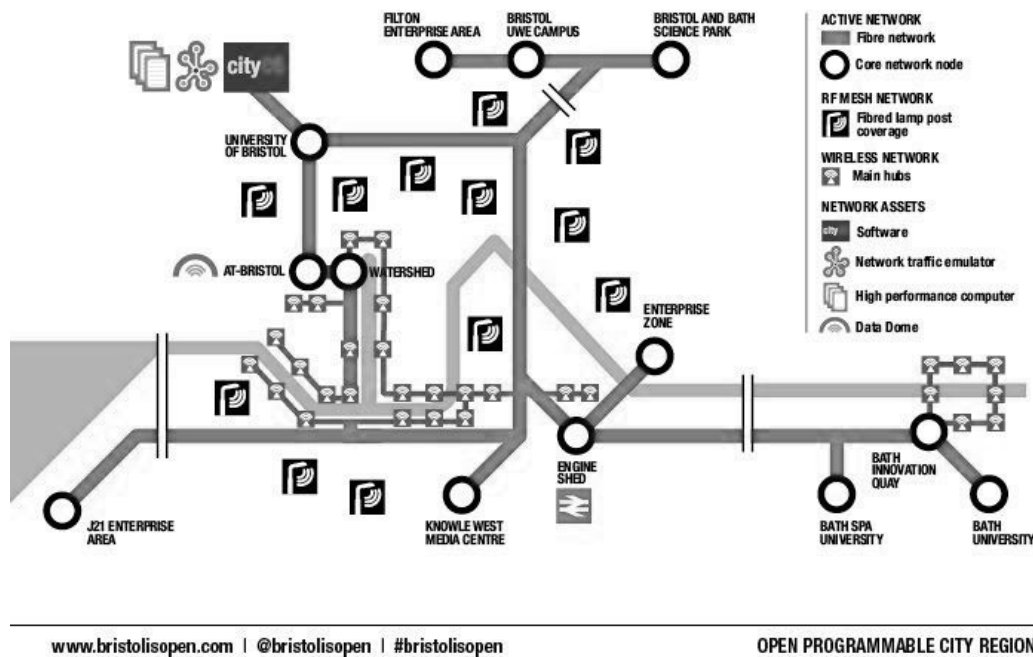 FILTON
ENTERPRISE AREA
BRISTOL
UWE CAMPUS
BRISTOL AND BATH
SCIENCE PARK
city
UNIVERSITY
OF BRISTOL
AT-BRISTOL
WATERSHED
ENTERPRISE
ZONE
ENGINE
SHED
J21 ENTERPRISE
AREA
KNOWLE WEST
MEDIA CENTRE
BATH
INNOVATION
QUAY
BATH SPA
UNIVERSITY
BATH
UNIVERSITY
ACTIVE NETWORK
Fibre network
Core network node
RF MESH NETWORK
Fibred lamp post
coverage
WIRELESS NETWORK
Main hubs
NETWORK ASSETS
city
Software
Network traffic emulator
High performance computer
Data Dome
www.bristolisopen.com | @bristolisopen | #bristolisopen
OPEN PROGRAMMABLE CITY REGION